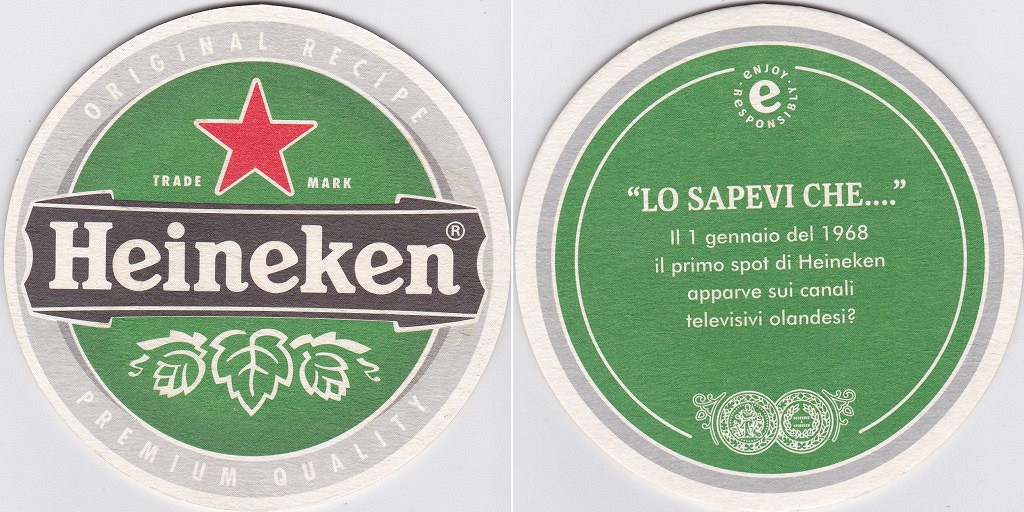 ORIGINAL RECIPE
TRADE MARK
Heineken®
PREMIUM QUALITY
ENJOY · RESPONSIBLY ·
e
“LO SAPEVI CHE....”
Il 1 gennaio del 1968
il primo spot di Heineken
apparve sui canali
televisivi olandesi?